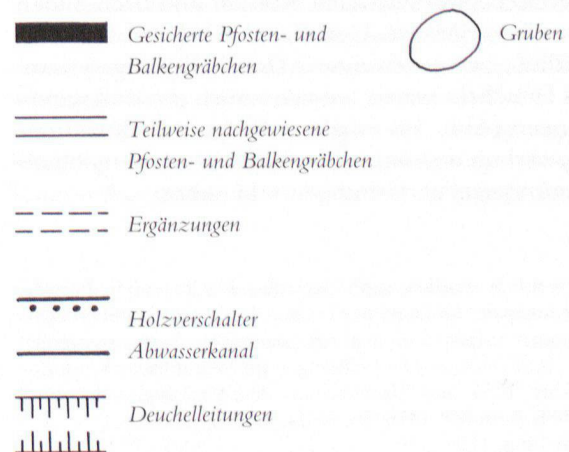 Gesicherte Pfosten- und
Balkengräbchen
Gruben
Teilweise nachgewiesene
Pfosten- und Balkengräbchen
Ergänzungen
Holzverschalter
Abwasserkanal
Deuchelleitungen